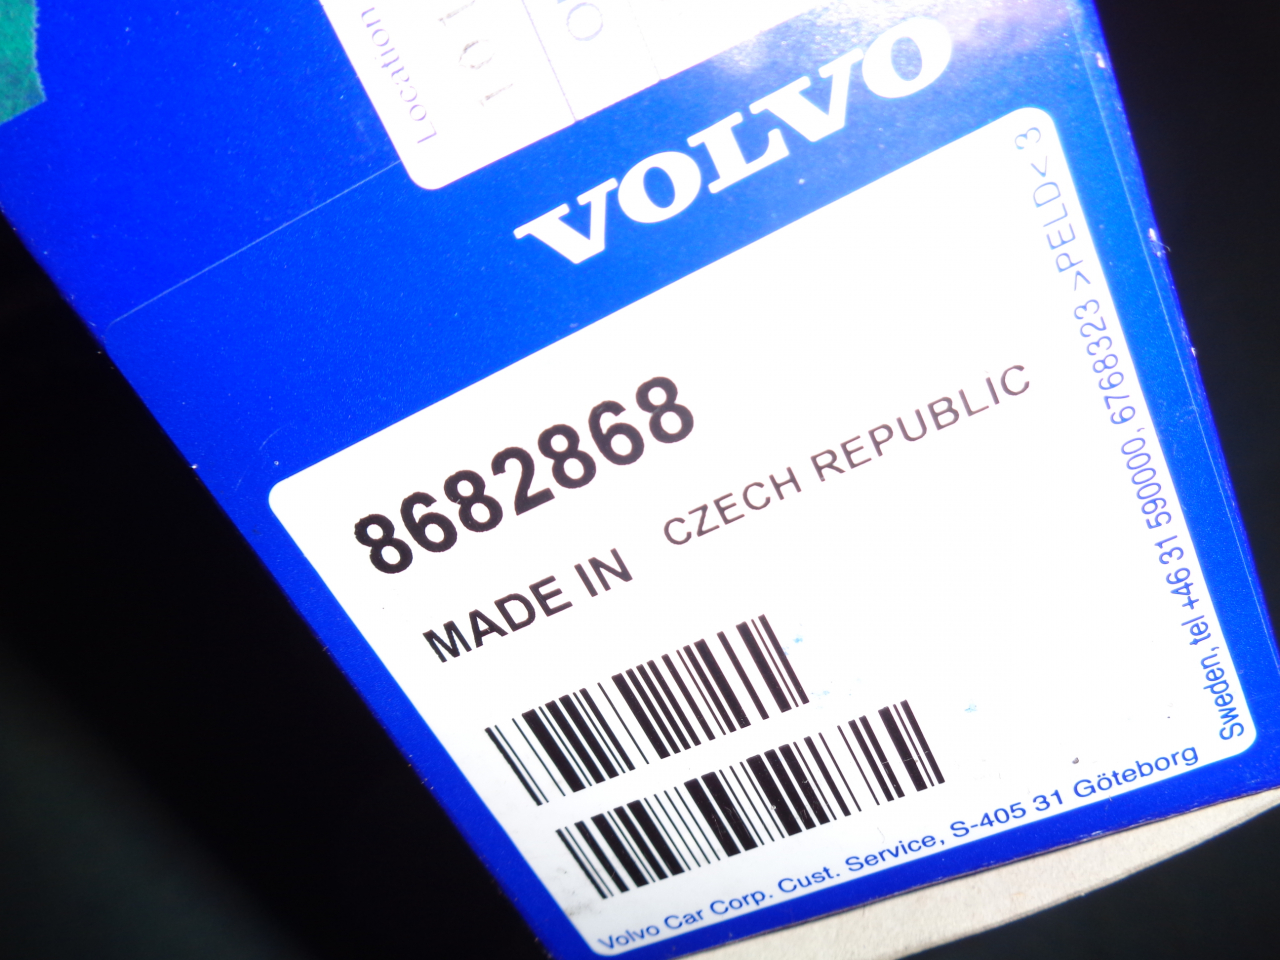 Location
VOLVO
8682868
MADE IN CZECH REPUBLIC
Volvo Car Corp. Cust. Service, S-405 31 Göteborg
Sweden, tel +46 31 590000, 6768323 >PELD<3